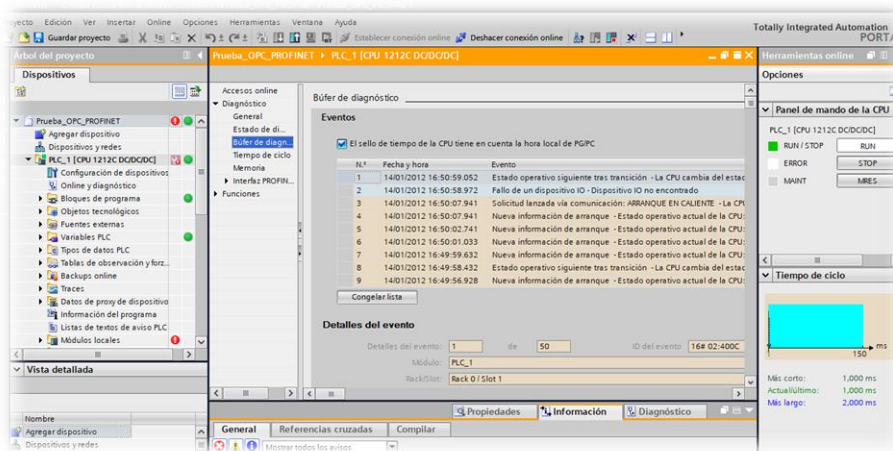 yecto Edición Ver Insertar Online Opciones Herramientas Ventana Ayuda
Guardar proyecto Establecer conexión online Deshacer conexión online
Totally Integrated Automation
PORTA
Árbol del proyecto
Dispositivos
Prueba_OPC_PROFINET
Agregar dispositivo
Dispositivos y redes
PLC_1 [CPU 1212C DC/DC/DC]
Configuración de dispositivos
Online y diagnóstico
Bloques de programa
Objetos tecnológicos
Fuentes externas
Variables PLC
Tipos de datos PLC
Tablas de observación y forz...
Backups online
Traces
Datos de proxy de dispositivo
Información del programa
Listas de textos de aviso PLC
Módulos locales
Vista detallada
Nombre
Agregar dispositivo
Dispositivos y redes
Prueba_OPC_PROFINET PLC_1 [CPU 1212C DC/DC/DC]
Accesos online
Diagnóstico
General
Estado de di...
Búfer de diagn...
Tiempo de ciclo
Memoria
Interfaz PROFIN...
Funciones
Búfer de diagnóstico
Eventos
El sello de tiempo de la CPU tiene en cuenta la hora local de PG/PC
N.º Fecha y hora Evento
1 14/01/2012 16:50:59.052 Estado operativo siguiente tras transición - La CPU cambia del estac
2 14/01/2012 16:50:58.972 Fallo de un dispositivo IO - Dispositivo IO no encontrado
3 14/01/2012 16:50:07.941 Solicitud lanzada vía comunicación: ARRANQUE EN CALIENTE - La CPU
4 14/01/2012 16:50:07.941 Nueva información de arranque - Estado operativo actual de la CPU:
5 14/01/2012 16:50:02.741 Nueva información de arranque - Estado operativo actual de la CPU:
6 14/01/2012 16:50:01.033 Nueva información de arranque - Estado operativo actual de la CPU:
7 14/01/2012 16:49:59.632 Nueva información de arranque - Estado operativo actual de la CPU:
8 14/01/2012 16:49:58.432 Estado operativo siguiente tras transición - La CPU cambia del estac
9 14/01/2012 16:49:56.928 Nueva información de arranque - Estado operativo actual de la CPU:
Congelar lista
Detalles del evento
Detalles del evento: 1 de 50 ID del evento 16# 02:400C
Módulo: PLC_1
Rack/Slot: Rack 0 / Slot 1
Propiedades Información Diagnóstico
General Referencias cruzadas Compilar
Mostrar todos los avisos
Herramientas online
Opciones
Panel de mando de la CPU
PLC_1 [CPU 1212C DC/DC/DC]
RUN / STOP RUN
ERROR STOP
MAINT MRES
Tiempo de ciclo
ms
150
Más corto: 1,000 ms
Actual/último: 1,000 ms
Más largo: 2,000 ms